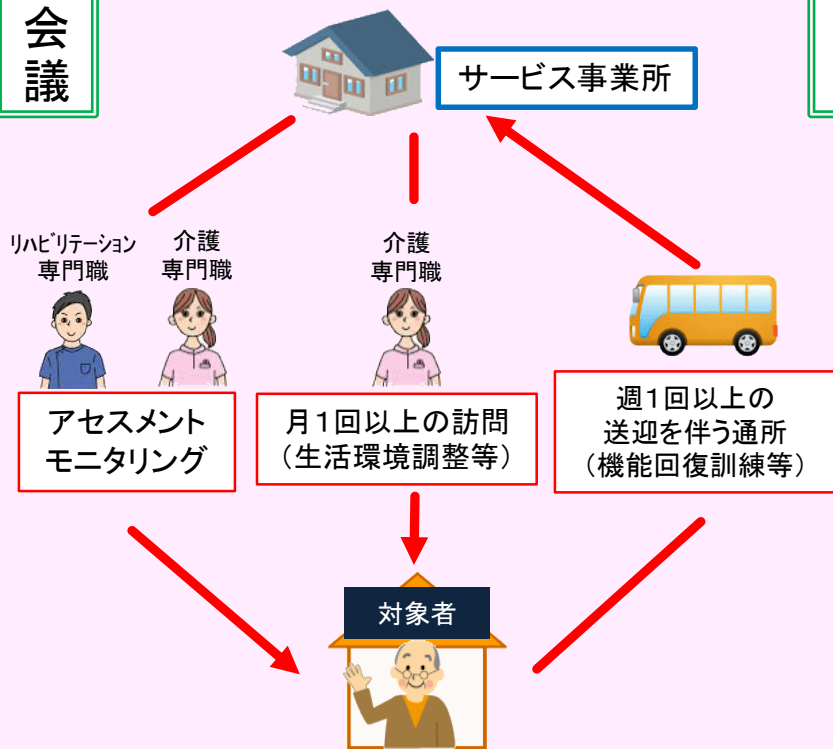 会
議
サービス事業所
リハビリテーション
専門職
介護
専門職
介護
専門職
アセスメント
モニタリング
月1回以上の訪問
（生活環境調整等）
週1回以上の
送迎を伴う通所
（機能回復訓練等）
対象者